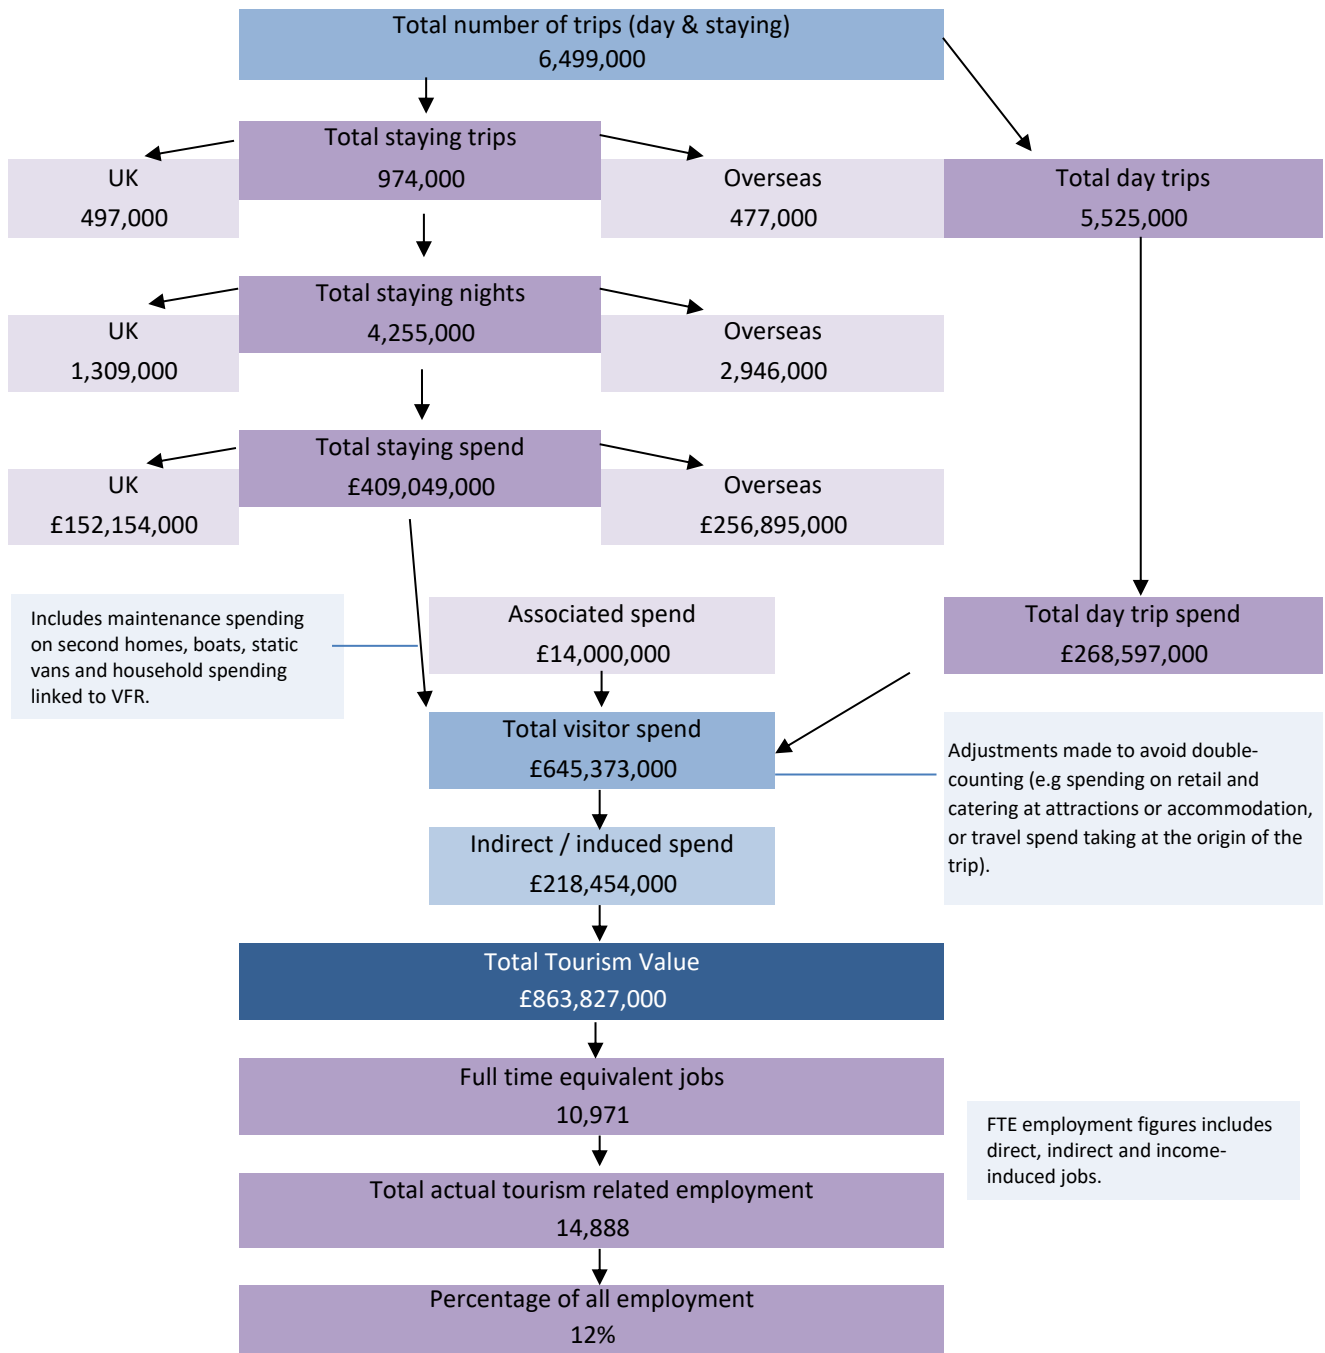 Total number of trips (day & staying)
6,499,000
Total staying trips
974,000
UK
497,000
Overseas
477,000
Total day trips
5,525,000
Total staying nights
4,255,000
UK
1,309,000
Overseas
2,946,000
Total staying spend
£409,049,000
UK
£152,154,000
Overseas
£256,895,000
Includes maintenance spending
on second homes, boats, static
vans and household spending
linked to VFR.
Associated spend
£14,000,000
Total day trip spend
£268,597,000
Total visitor spend
£645,373,000
Adjustments made to avoid double-
counting (e.g spending on retail and
catering at attractions or accommodation,
or travel spend taking at the origin of the
trip).
Indirect / induced spend
£218,454,000
Total Tourism Value
£863,827,000
Full time equivalent jobs
10,971
FTE employment figures includes
direct, indirect and income-
induced jobs.
Total actual tourism related employment
14,888
Percentage of all employment
12%